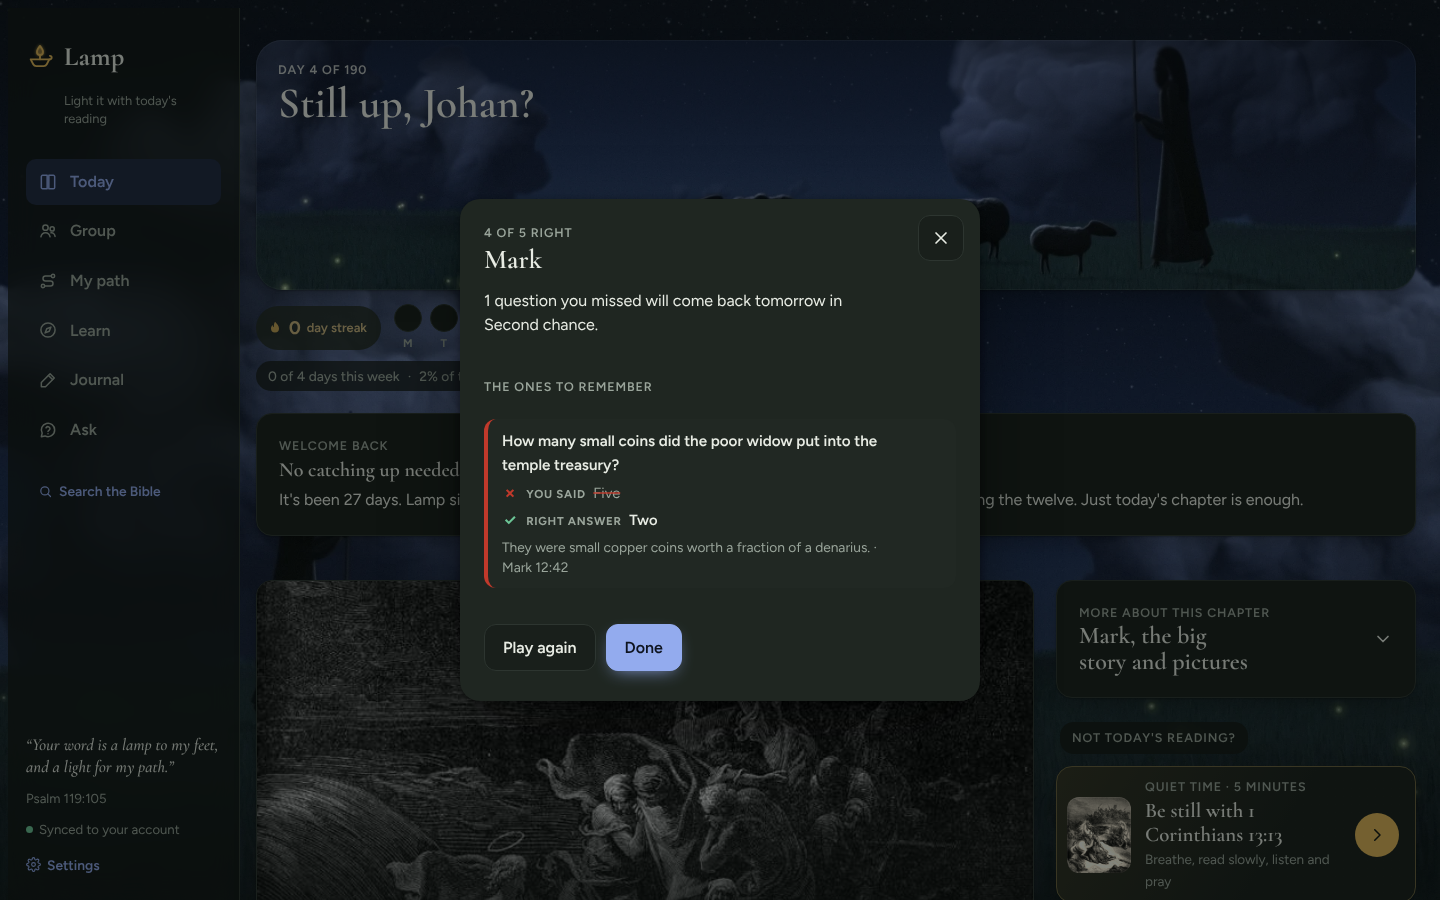 Lamp
Light it with today's
reading
Today
Group
My path
Learn
Journal
Ask
Search the Bible
“Your word is a lamp to my feet,
and a light for my path.”
Psalm 119:105
Synced to your account
Settings
DAY 4 OF 190
Still up, Johan?
0 day streak
M
T
0 of 4 days this week · 2% of
WELCOME BACK
No catching up needed
It's been 27 days. Lamp
ng the twelve. Just today's chapter is enough.
4 OF 5 RIGHT
Mark
1 question you missed will come back tomorrow in
Second chance.
THE ONES TO REMEMBER
How many small coins did the poor widow put into the
temple treasury?
YOU SAID Five
RIGHT ANSWER Two
They were small copper coins worth a fraction of a denarius. ·
Mark 12:42
Play again
Done
MORE ABOUT THIS CHAPTER
Mark, the big
story and pictures
NOT TODAY'S READING?
QUIET TIME · 5 MINUTES
Be still with 1
Corinthians 13:13
Breathe, read slowly, listen and
pray